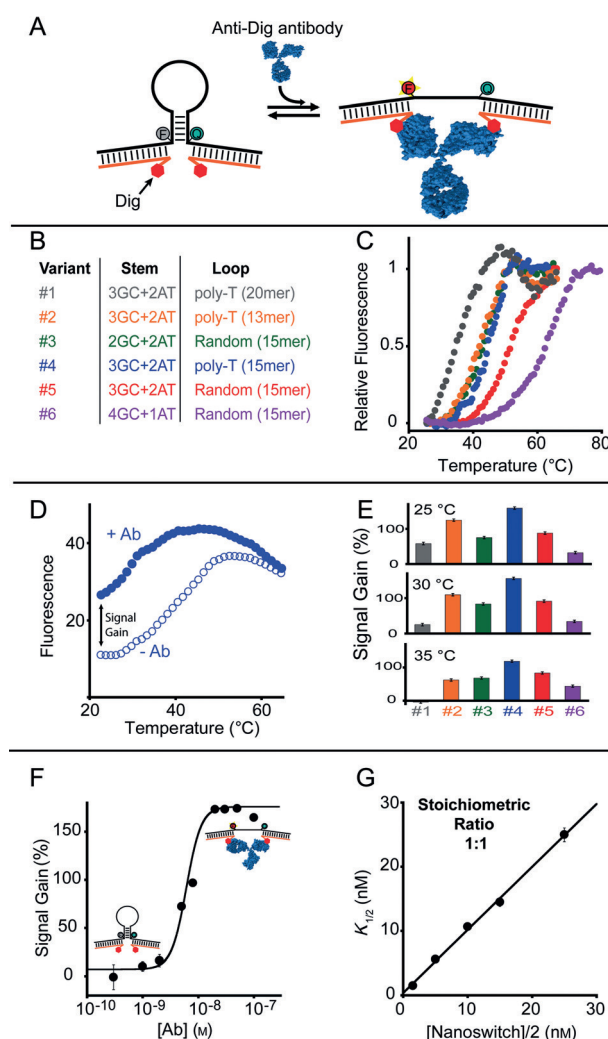 A
Anti-Dig antibody
F
Q
F
Q
Dig
B
Variant Stem Loop
#1 3GC+2AT poly-T (20mer)
#2 3GC+2AT poly-T (13mer)
#3 2GC+2AT Random (15mer)
#4 3GC+2AT poly-T (15mer)
#5 3GC+2AT Random (15mer)
#6 4GC+1AT Random (15mer)
C
Relative Fluorescence
1
0.5
0
20 40 60 80
Temperature (°C)
D
Fluorescence
40
20
+ Ab
Signal
Gain
- Ab
20 40 60
Temperature (°C)
E
Signal Gain (%)
25 °C
100
0
30 °C
100
0
35 °C
100
0
#1 #2 #3 #4 #5 #6
F
Signal Gain (%)
150
100
50
0
10-10 10-9 10-8 10-7
[Ab] (M)
G
K1/2 (nM)
30
20
10
0
Stoichiometric
Ratio
1:1
0 10 20 30
[Nanoswitch]/2 (nM)